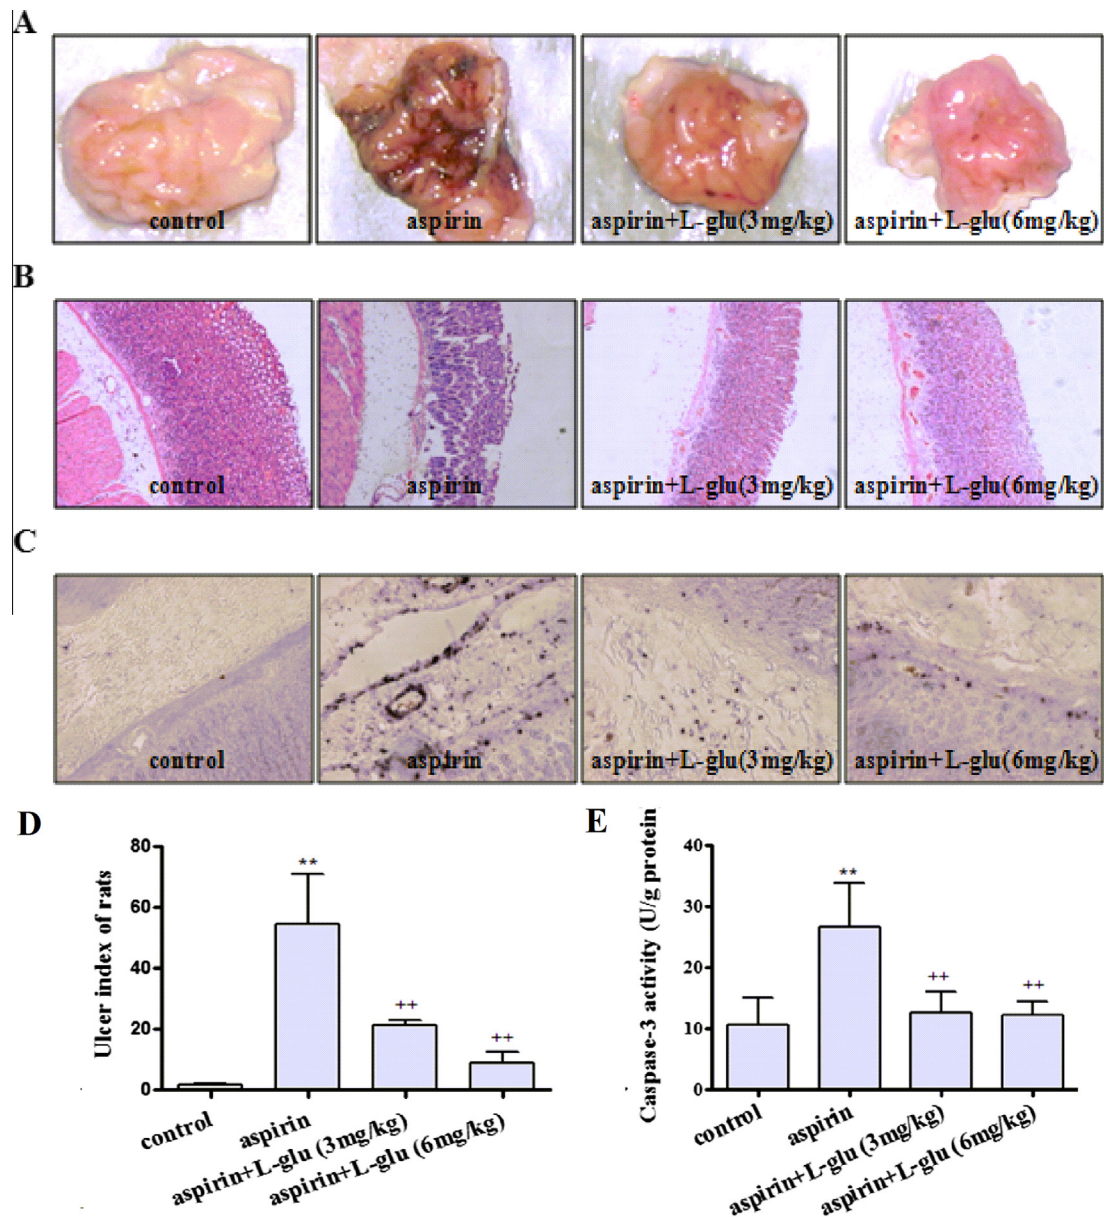 A
control
aspirin
aspirin+L-glu(3mg/kg)
aspirin+L-glu(6mg/kg)
B
control
aspirin
aspirin+L-glu(3mg/kg)
aspirin+L-glu(6mg/kg)
C
control
aspirin
aspirin+L-glu(3mg/kg)
aspirin+L-glu(6mg/kg)
D
Ulcer index of rats
80
60
40
20
0
**
++
++
control
aspirin
aspirin+L-glu (3mg/kg)
aspirin+L-glu (6mg/kg)
E
Caspase-3 activity (U/g protein
40
30
20
10
0
**
++
++
control
aspirin
aspirin+L-glu (3mg/kg)
aspirin+L-glu (6mg/kg)